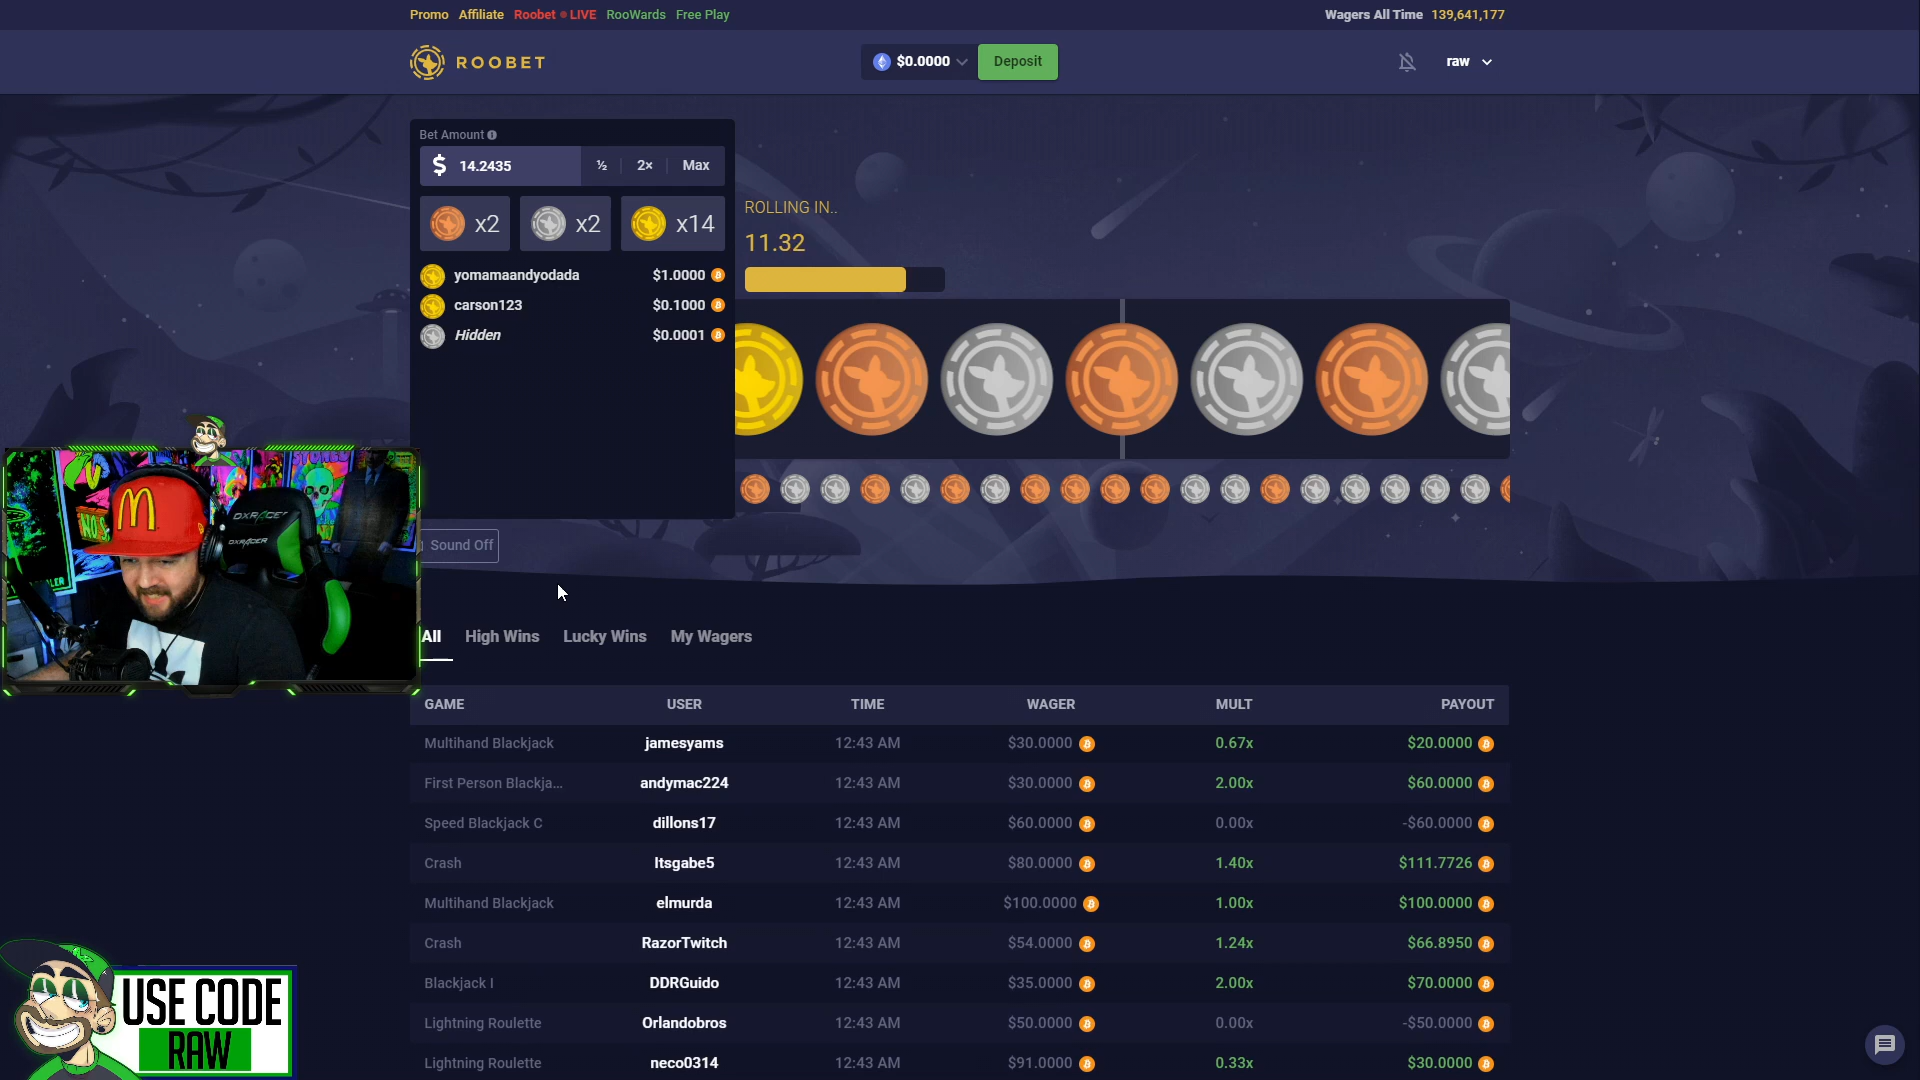 Promo Affiliate Roobet LIVE RooWards Free Play
Wagers All Time 139,641,177
ROOBET
$0.0000
Deposit
raw
Bet Amount
$ 14.2435 ½ 2× Max
x2 x2 x14
yomamaandyodada $1.0000
carson123 $0.1000
Hidden $0.0001
ROLLING IN..
11.32
Sound Off
All High Wins Lucky Wins My Wagers
GAME USER TIME WAGER MULT PAYOUT
Multihand Blackjack jamesyams 12:43 AM $30.0000 0.67x $20.0000
First Person Blackja... andymac224 12:43 AM $30.0000 2.00x $60.0000
Speed Blackjack C dillons17 12:43 AM $60.0000 0.00x -$60.0000
Crash Itsgabe5 12:43 AM $80.0000 1.40x $111.7726
Multihand Blackjack elmurda 12:43 AM $100.0000 1.00x $100.0000
Crash RazorTwitch 12:43 AM $54.0000 1.24x $66.8950
Blackjack I DDRGuido 12:43 AM $35.0000 2.00x $70.0000
Lightning Roulette Orlandobros 12:43 AM $50.0000 0.00x -$50.0000
Lightning Roulette neco0314 12:43 AM $91.0000 0.33x $30.0000
DXRACER
DXRACER
USE CODE
RAW